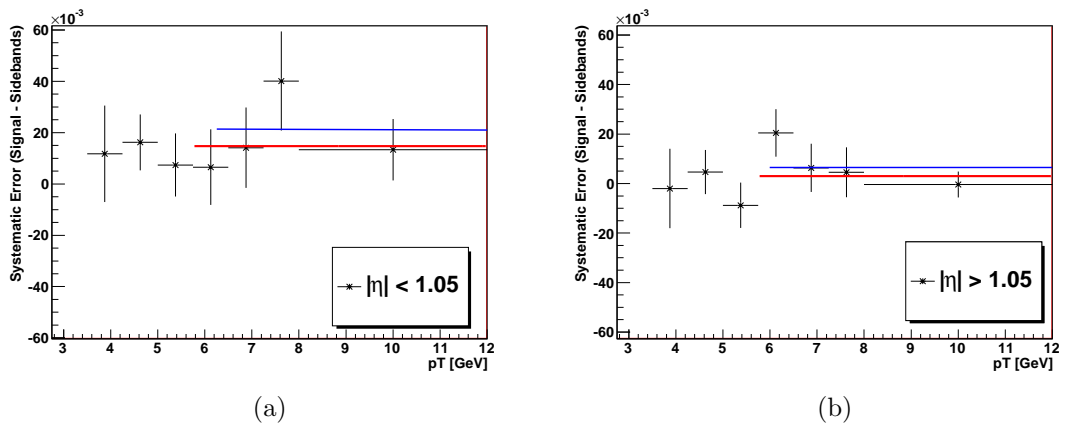 ×10⁻³
Systematic Error (Signal - Sidebands)
60
40
20
0
-20
-40
-60
|η| < 1.05
3 4 5 6 7 8 9 10 11 12
pT [GeV]
(a)
×10⁻³
Systematic Error (Signal - Sidebands)
60
40
20
0
-20
-40
-60
|η| > 1.05
3 4 5 6 7 8 9 10 11 12
pT [GeV]
(b)